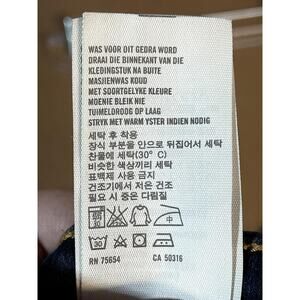 WAS VOOR DIT GEDRA WORD
DRAAI DIE BINNEKANT VAN DIE
KLEDINGSTUK NA BUITE
MASJIENWAS KOUD
MET SOORTGELYKE KLEURE
MOENIE BLEIK NIE
TUIMELDROOG OP LAAG
STRYK MET WARM YSTER INDIEN NODIG
세탁 후 착용
장식 부분을 안으로 뒤집어서 세탁
찬물에 세탁(30° C)
비슷한 색상끼리 세탁
표백제 사용 금지
건조기에서 저온 건조
필요 시 중온 다림질
中
30
RN 75654 CA 50316